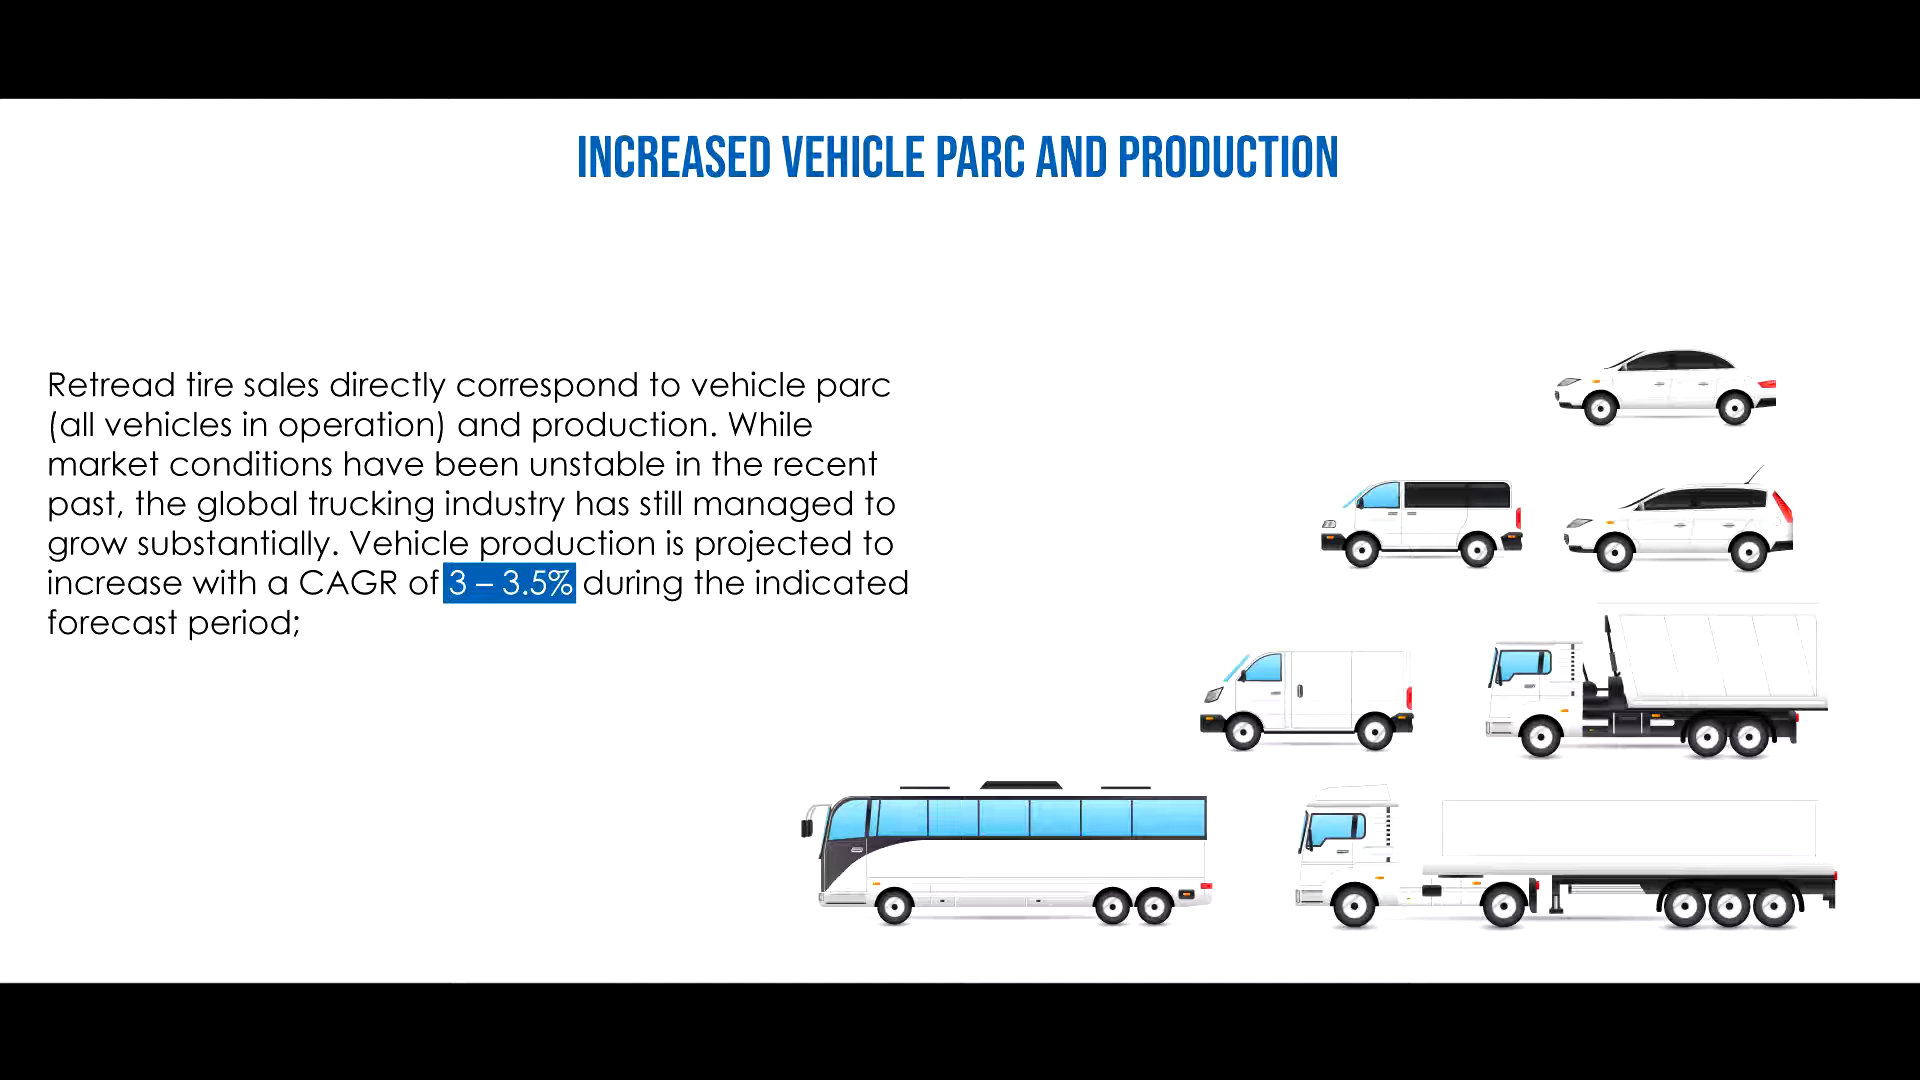 INCREASED VEHICLE PARC AND PRODUCTION
Retread tire sales directly correspond to vehicle parc
(all vehicles in operation) and production. While
market conditions have been unstable in the recent
past, the global trucking industry has still managed to
grow substantially. Vehicle production is projected to
increase with a CAGR of 3 – 3.5% during the indicated
forecast period;